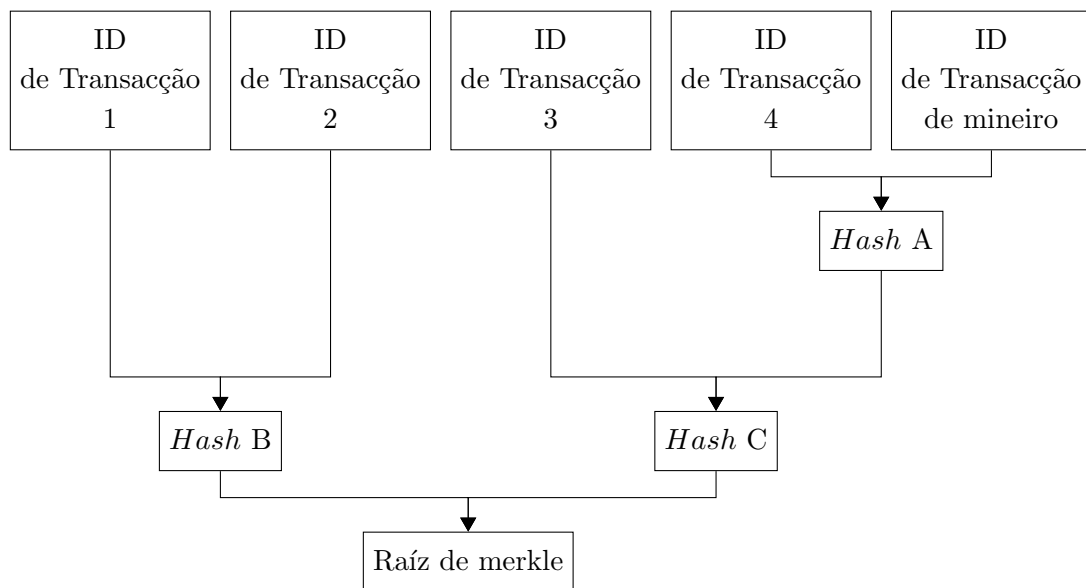 ID
de Transacção
1
ID
de Transacção
2
ID
de Transacção
3
ID
de Transacção
4
ID
de Transacção
de mineiro
Hash A
Hash B
Hash C
Raíz de merkle